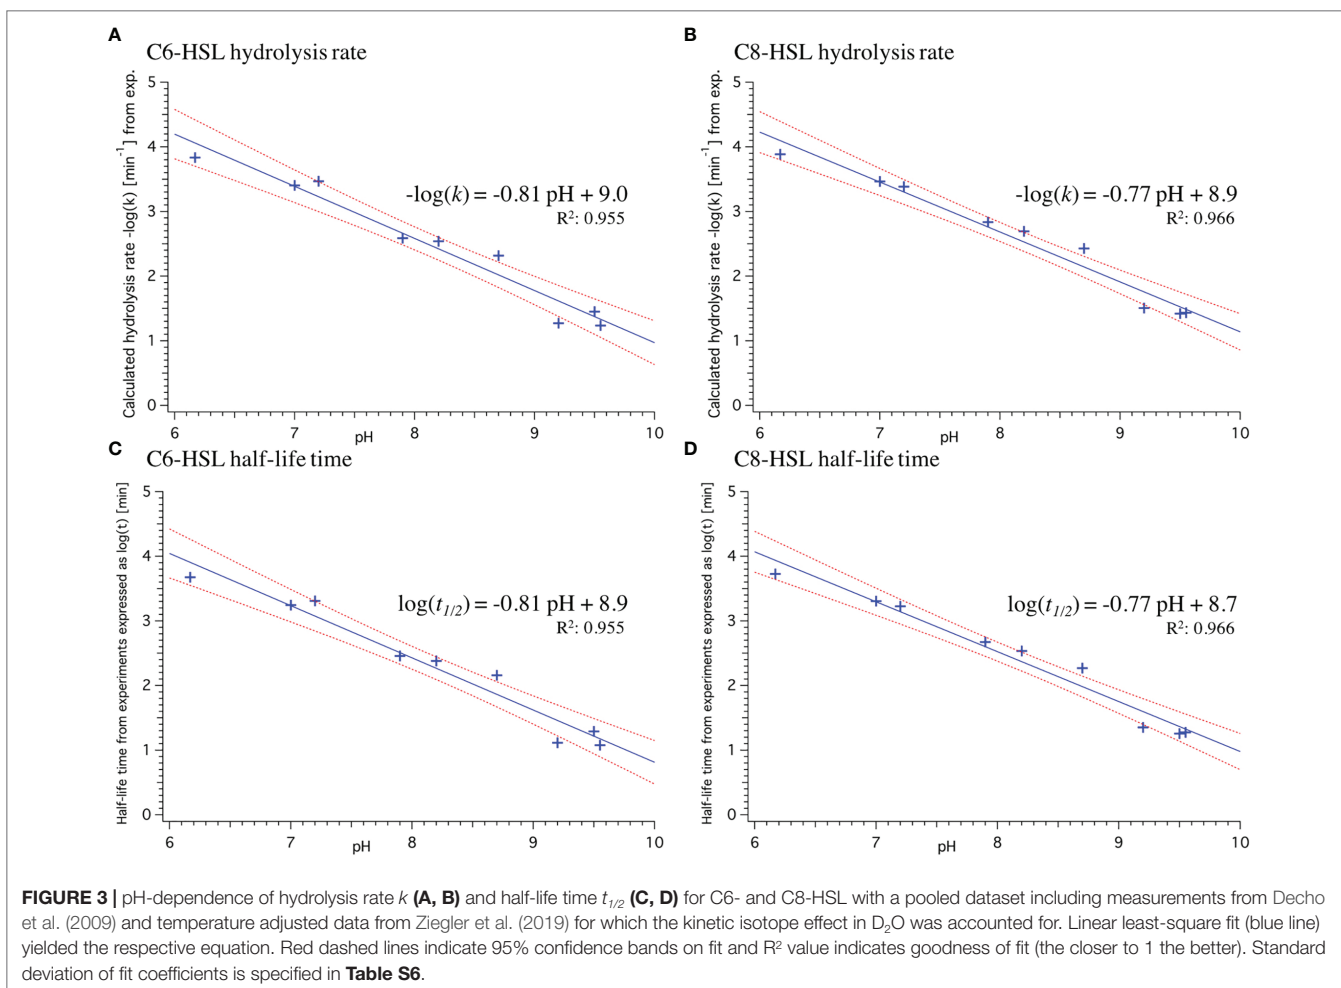 A
C6-HSL hydrolysis rate
Calculated hydrolysis rate -log(k) [min⁻¹] from exp.
5
4
3
2
1
0
-log(k) = -0.81 pH + 9.0
R²: 0.955
6 7 8 9 10
pH
B
C8-HSL hydrolysis rate
Calculated hydrolysis rate -log(k) [min⁻¹] from exp.
5
4
3
2
1
0
-log(k) = -0.77 pH + 8.9
R²: 0.966
6 7 8 9 10
pH
C
C6-HSL half-life time
Half-life time from experiments expressed as log(t) [min]
5
4
3
2
1
0
log(t1/2) = -0.81 pH + 8.9
R²: 0.955
6 7 8 9 10
pH
D
C8-HSL half-life time
Half-life time from experiments expressed as log(t) [min]
5
4
3
2
1
0
log(t1/2) = -0.77 pH + 8.7
R²: 0.966
6 7 8 9 10
pH
FIGURE 3 | pH-dependence of hydrolysis rate k (A, B) and half-life time t1/2 (C, D) for C6- and C8-HSL with a pooled dataset including measurements from Decho
et al. (2009) and temperature adjusted data from Ziegler et al. (2019) for which the kinetic isotope effect in D₂O was accounted for. Linear least-square fit (blue line)
yielded the respective equation. Red dashed lines indicate 95% confidence bands on fit and R² value indicates goodness of fit (the closer to 1 the better). Standard
deviation of fit coefficients is specified in Table S6.